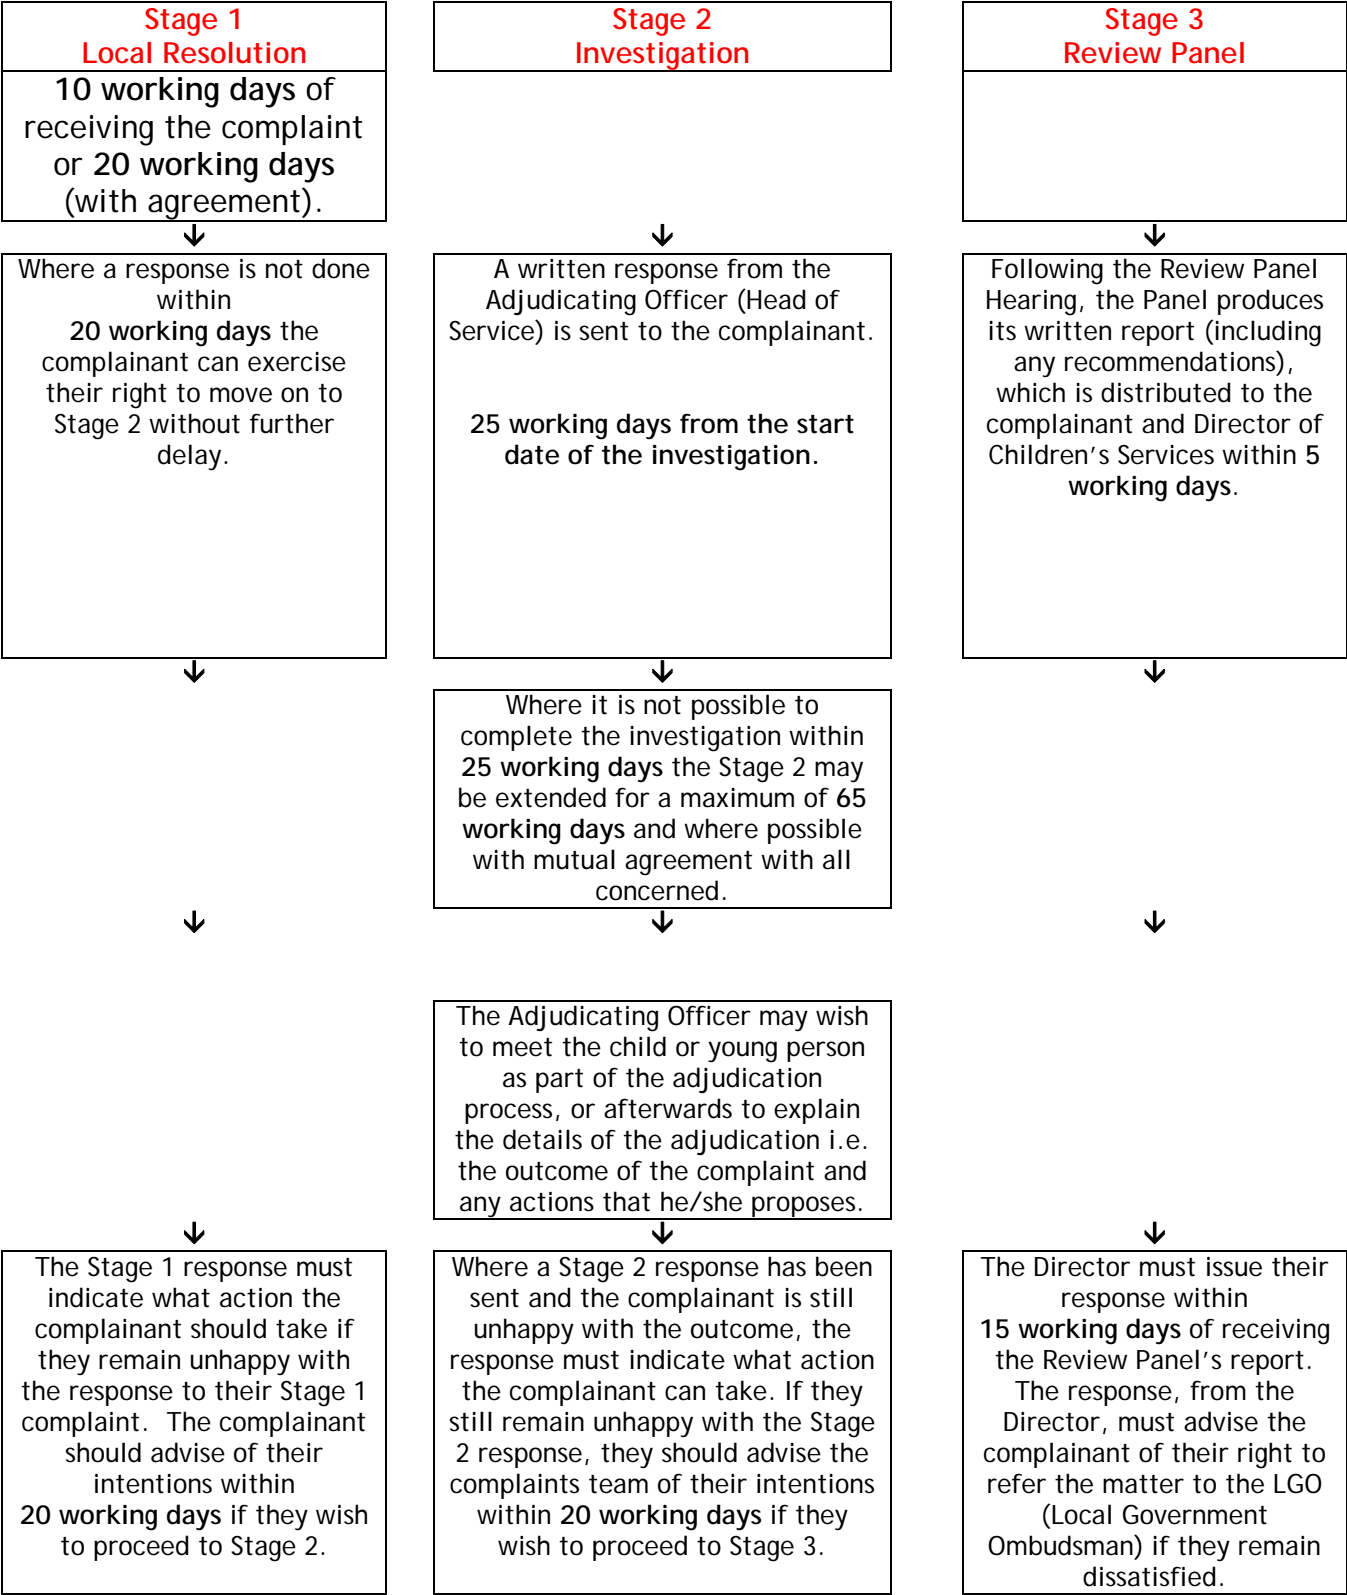 Stage 1
Local Resolution
Stage 2
Investigation
Stage 3
Review Panel
10 working days of
receiving the complaint
or 20 working days
(with agreement).
Where a response is not done
within
20 working days the
complainant can exercise
their right to move on to
Stage 2 without further
delay.
A written response from the
Adjudicating Officer (Head of
Service) is sent to the complainant.
25 working days from the start
date of the investigation.
Following the Review Panel
Hearing, the Panel produces
its written report (including
any recommendations),
which is distributed to the
complainant and Director of
Children’s Services within 5
working days.
Where it is not possible to
complete the investigation within
25 working days the Stage 2 may
be extended for a maximum of 65
working days and where possible
with mutual agreement with all
concerned.
The Adjudicating Officer may wish
to meet the child or young person
as part of the adjudication
process, or afterwards to explain
the details of the adjudication i.e.
the outcome of the complaint and
any actions that he/she proposes.
The Stage 1 response must
indicate what action the
complainant should take if
they remain unhappy with
the response to their Stage 1
complaint. The complainant
should advise of their
intentions within
20 working days if they wish
to proceed to Stage 2.
Where a Stage 2 response has been
sent and the complainant is still
unhappy with the outcome, the
response must indicate what action
the complainant can take. If they
still remain unhappy with the Stage
2 response, they should advise the
complaints team of their intentions
within 20 working days if they
wish to proceed to Stage 3.
The Director must issue their
response within
15 working days of receiving
the Review Panel’s report.
The response, from the
Director, must advise the
complainant of their right to
refer the matter to the LGO
(Local Government
Ombudsman) if they remain
dissatisfied.